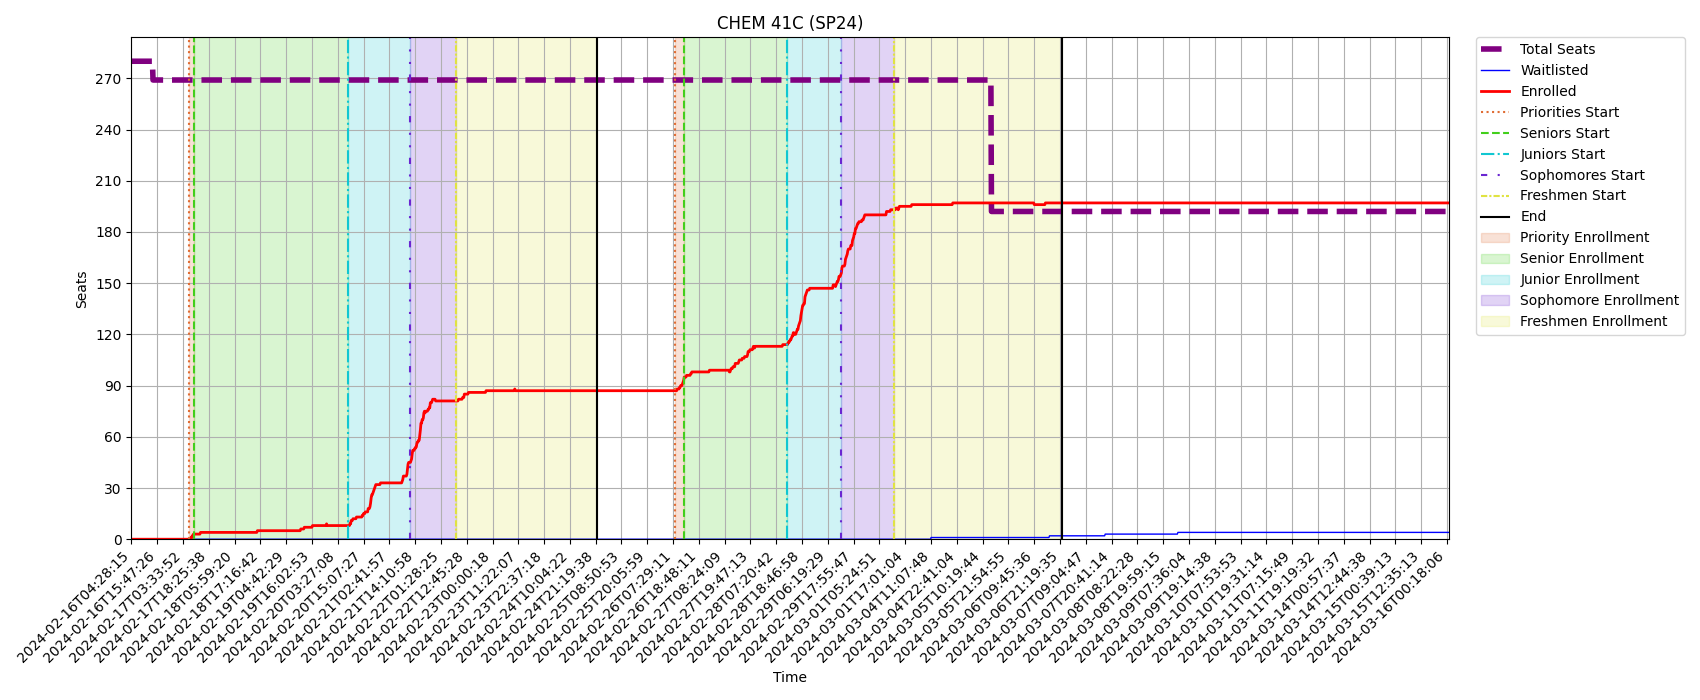 CHEM 41C (SP24)
Seats
270
240
210
180
150
120
90
60
30
0
2024-02-16T04:28:15
2024-02-16T15:47:26
2024-02-17T03:33:52
2024-02-17T18:25:38
2024-02-18T05:59:20
2024-02-18T17:16:42
2024-02-19T04:42:29
2024-02-19T16:02:53
2024-02-20T03:27:08
2024-02-20T15:07:27
2024-02-21T02:41:57
2024-02-21T14:10:58
2024-02-22T01:28:25
2024-02-22T12:45:28
2024-02-23T00:00:18
2024-02-23T11:22:07
2024-02-23T22:37:18
2024-02-24T10:04:22
2024-02-24T21:19:38
2024-02-25T08:50:53
2024-02-25T20:05:59
2024-02-26T07:29:11
2024-02-26T18:48:11
2024-02-27T08:24:09
2024-02-27T19:47:13
2024-02-28T07:20:42
2024-02-28T18:46:58
2024-02-29T06:19:29
2024-02-29T17:55:47
2024-03-01T05:24:51
2024-03-01T17:01:04
2024-03-04T11:07:48
2024-03-04T22:41:04
2024-03-05T10:19:44
2024-03-05T21:54:55
2024-03-06T09:45:36
2024-03-06T21:19:35
2024-03-07T09:04:47
2024-03-07T20:41:14
2024-03-08T08:22:28
2024-03-08T19:59:15
2024-03-09T07:36:04
2024-03-09T19:14:38
2024-03-10T07:53:53
2024-03-10T19:31:14
2024-03-11T07:15:49
2024-03-11T19:19:32
2024-03-14T00:57:37
2024-03-14T12:44:38
2024-03-15T00:39:13
2024-03-15T12:35:13
2024-03-16T00:18:06
Time
Total Seats
Waitlisted
Enrolled
Priorities Start
Seniors Start
Juniors Start
Sophomores Start
Freshmen Start
End
Priority Enrollment
Senior Enrollment
Junior Enrollment
Sophomore Enrollment
Freshmen Enrollment